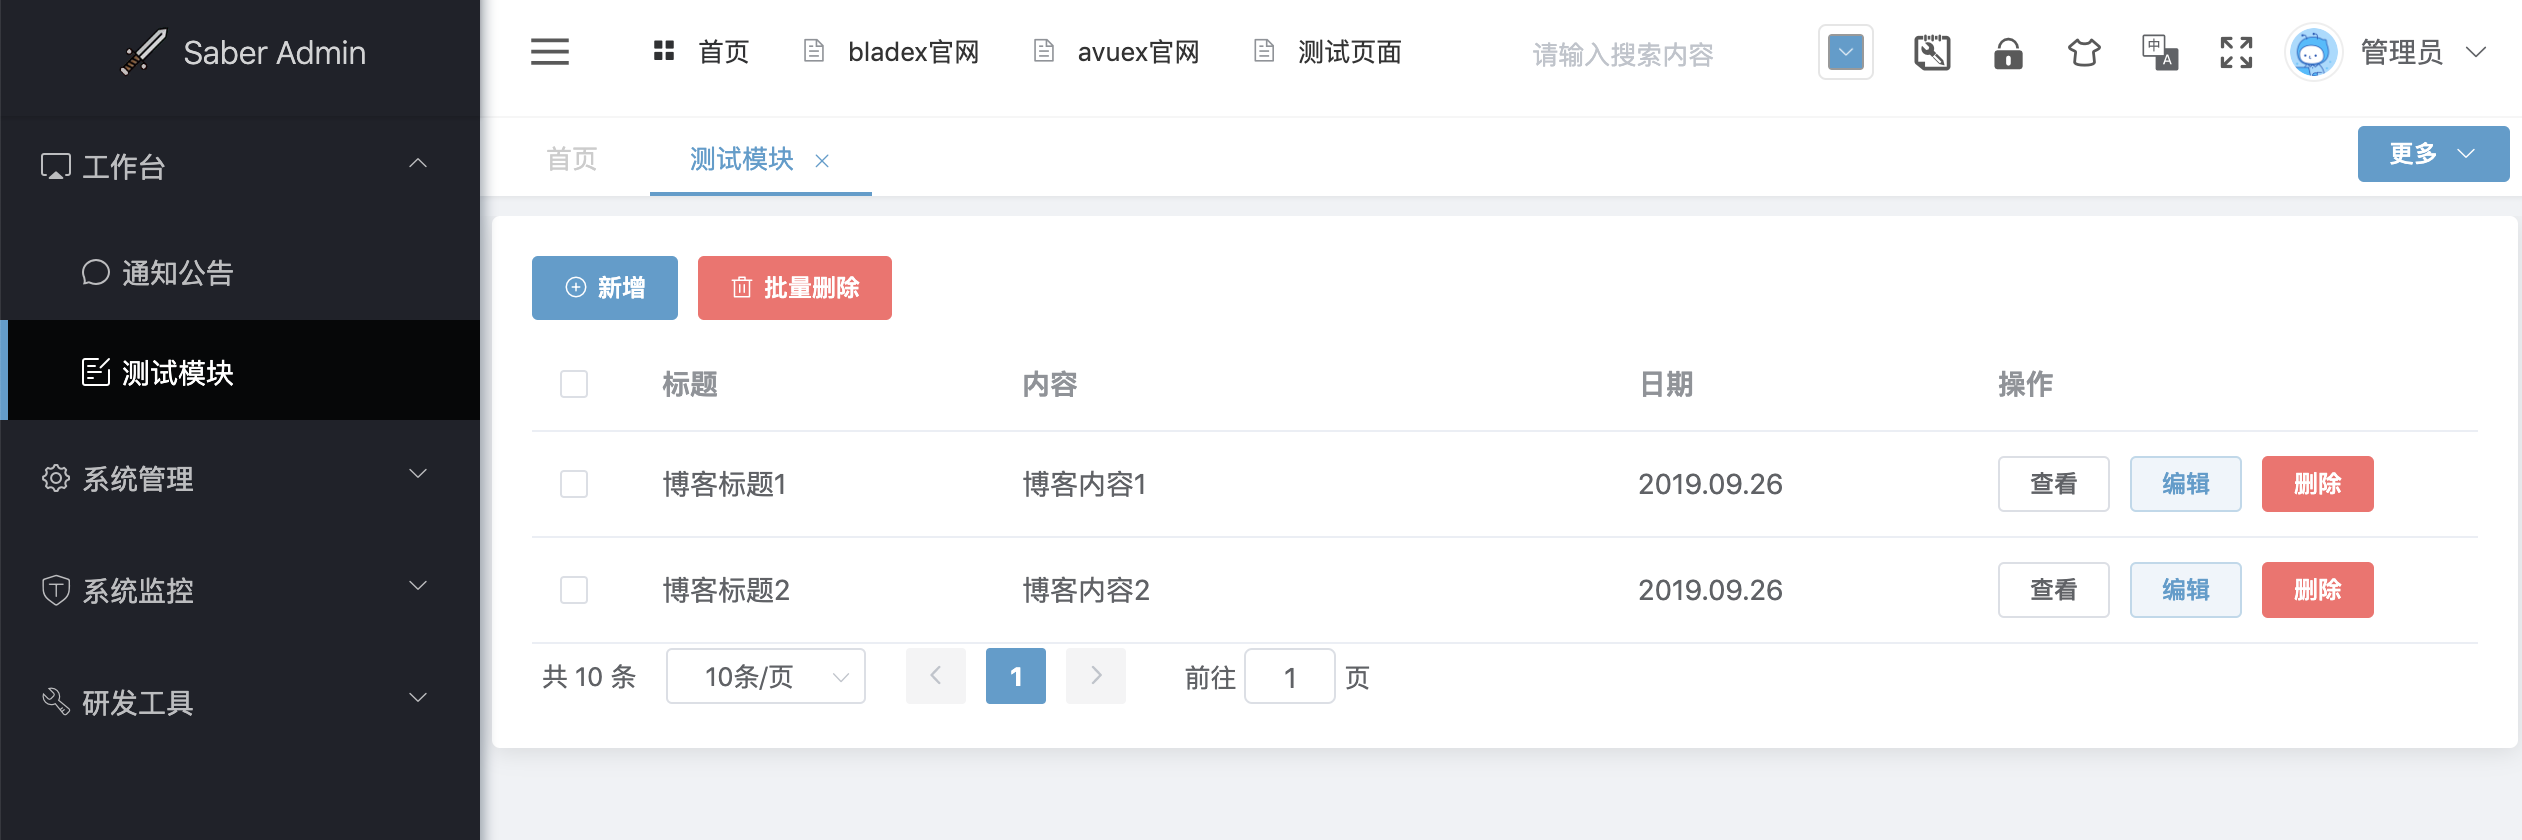 Saber Admin
首页 bladex官网 avuex官网 测试页面 请输入搜索内容 中 A 管理员
工作台
通知公告
测试模块
系统管理
系统监控
研发工具
首页 测试模块 更多
新增 批量删除
标题 内容 日期 操作
博客标题1 博客内容1 2019.09.26 查看 编辑 删除
博客标题2 博客内容2 2019.09.26 查看 编辑 删除
共 10 条 10条/页 1 前往 1 页